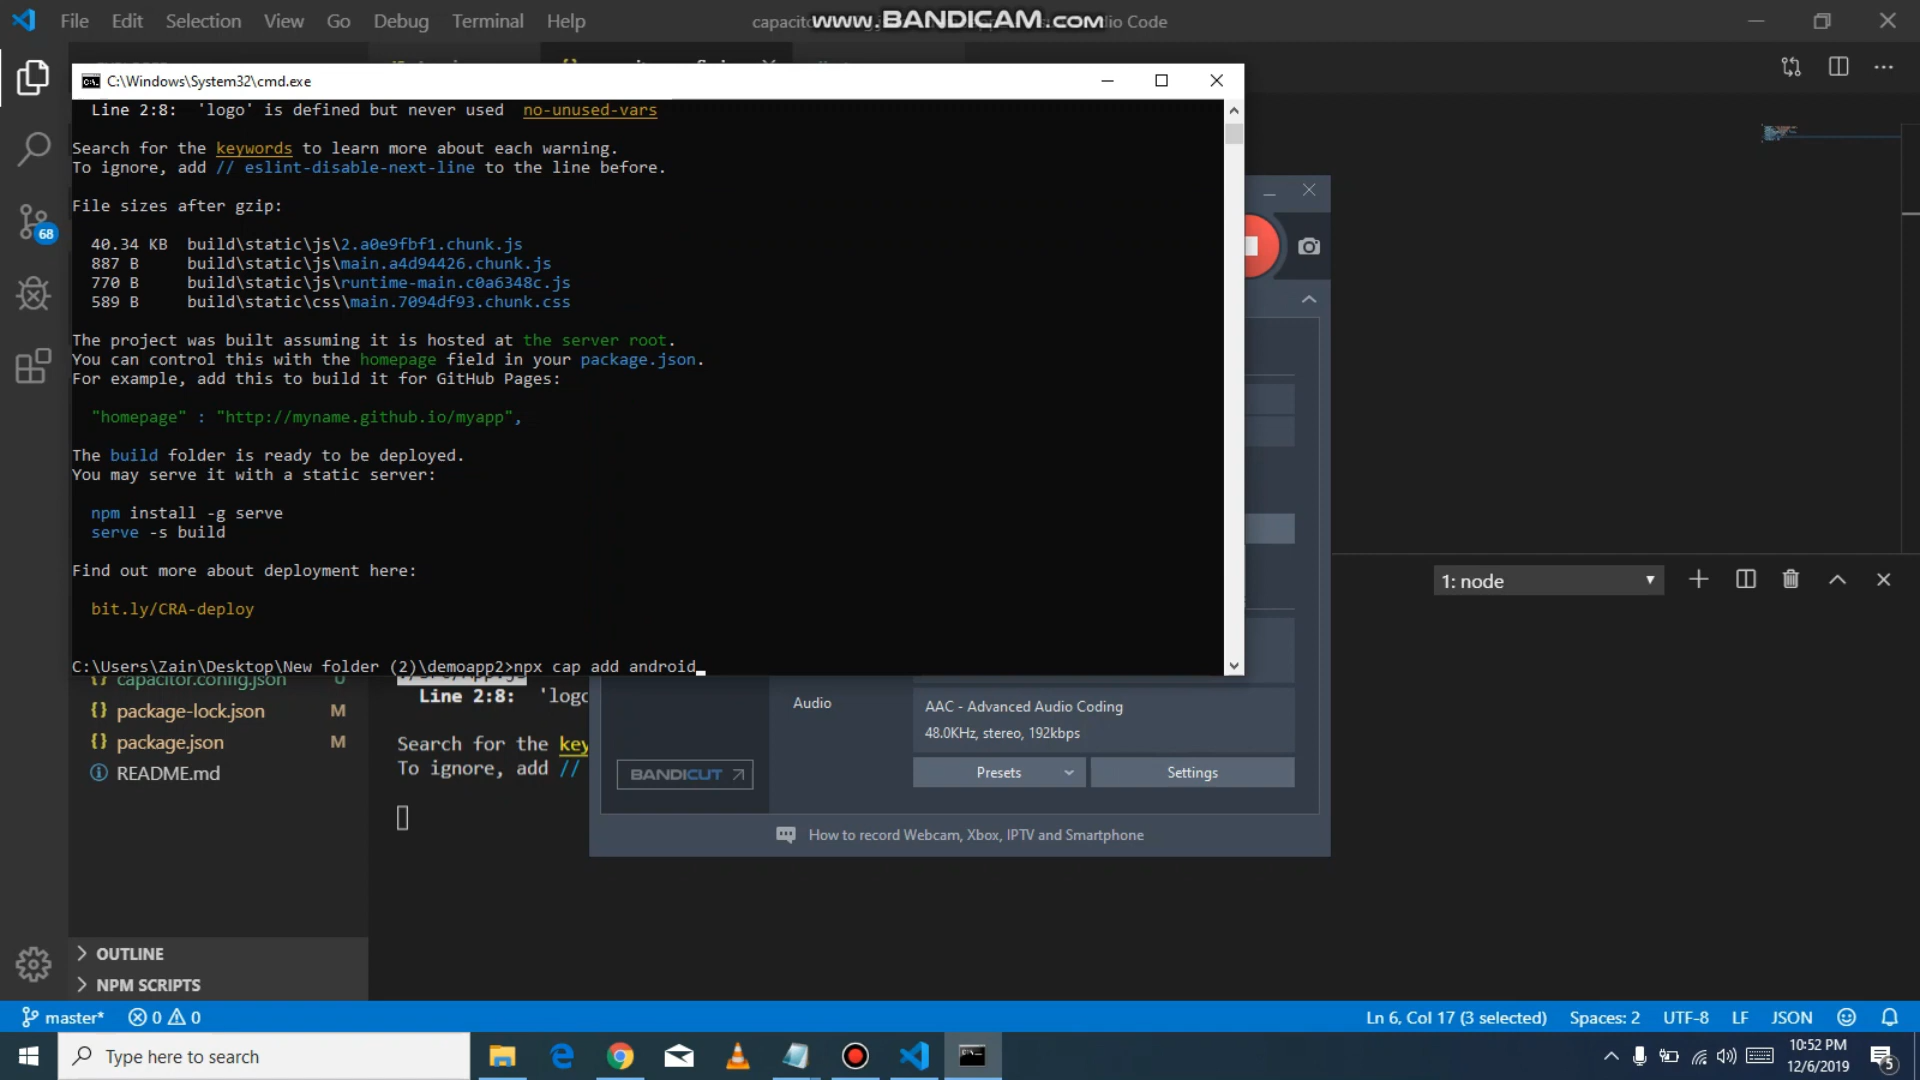 File Edit Selection View Go Debug Terminal Help
www.BANDICAM.com
C:\Windows\System32\cmd.exe
Line 2:8: 'logo' is defined but never used no-unused-vars
Search for the keywords to learn more about each warning.
To ignore, add // eslint-disable-next-line to the line before.
File sizes after gzip:
40.34 KB build\static\js\2.a0e9fbf1.chunk.js
887 B build\static\js\main.a4d94426.chunk.js
770 B build\static\js\runtime-main.c0a6348c.js
589 B build\static\css\main.7094df93.chunk.css
The project was built assuming it is hosted at the server root.
You can control this with the homepage field in your package.json.
For example, add this to build it for GitHub Pages:
"homepage" : "http://myname.github.io/myapp",
The build folder is ready to be deployed.
You may serve it with a static server:
npm install -g serve
serve -s build
Find out more about deployment here:
bit.ly/CRA-deploy
C:\Users\Zain\Desktop\New folder (2)\demoapp2>npx cap add android
68
1: node
capacitor.config.json U
package-lock.json M
package.json M
README.md
OUTLINE
NPM SCRIPTS
Line 2:8: 'logo
Search for the key
To ignore, add //
Audio
AAC - Advanced Audio Coding
48.0KHz, stereo, 192kbps
BANDICUT
Presets
Settings
How to record Webcam, Xbox, IPTV and Smartphone
master* 0 0
Ln 6, Col 17 (3 selected) Spaces: 2 UTF-8 LF JSON
Type here to search
10:52 PM
12/6/2019
5